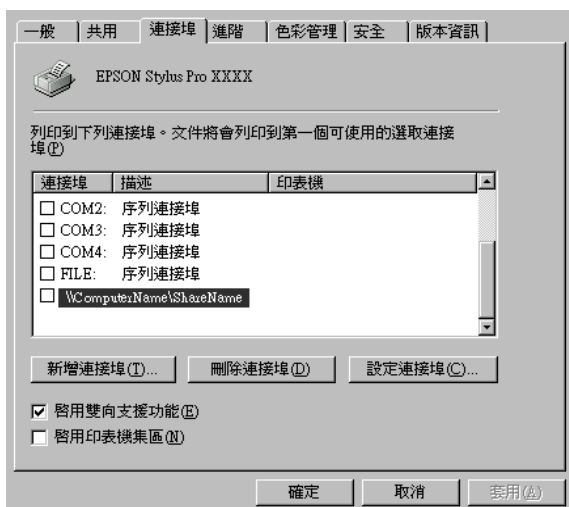 一般 共用 連接埠 進階 色彩管理 安全 版本資訊
EPSON Stylus Pro XXXX
列印到下列連接埠。文件將會列印到第一個可使用的選取連接
埠(P)
連接埠 描述 印表機
COM2: 序列連接埠
COM3: 序列連接埠
COM4: 序列連接埠
FILE: 序列連接埠
\\ComputerName\ShareName
新增連接埠(T)... 刪除連接埠(D) 設定連接埠(C)...
啓用雙向支援功能(E)
啓用印表機集區(N)
確定 取消 套用(A)